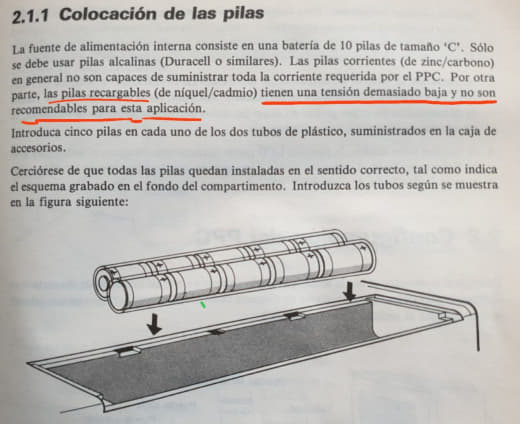 2.1.1 Colocación de las pilas
La fuente de alimentación interna consiste en una batería de 10 pilas de tamaño 'C'. Sólo
se debe usar pilas alcalinas (Duracell o similares). Las pilas corrientes (de zinc/carbono)
en general no son capaces de suministrar toda la corriente requerida por el PPC. Por otra
parte, las pilas recargables (de níquel/cadmio) tienen una tensión demasiado baja y no son
recomendables para esta aplicación.
Introduca cinco pilas en cada uno de los dos tubos de plástico, suministrados en la caja de
accesorios.
Cerciórese de que todas las pilas quedan instaladas en el sentido correcto, tal como indica
el esquema grabado en el fondo del compartimento. Introduzca los tubos según se muestra
en la figura siguiente: